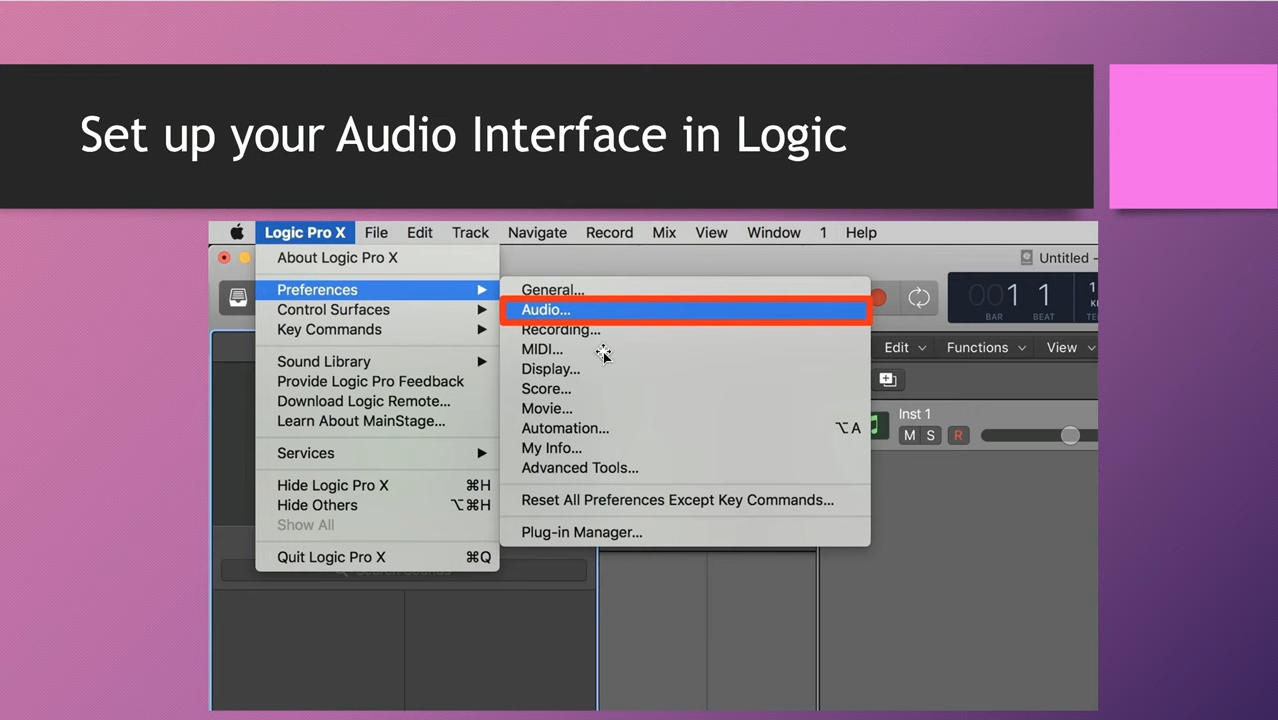 Set up your Audio Interface in Logic
Logic Pro X File Edit Track Navigate Record Mix View Window 1 Help
About Logic Pro X
Untitled -
Preferences
Control Surfaces
Key Commands
Sound Library
Provide Logic Pro Feedback
Download Logic Remote...
Learn About MainStage...
Services
Hide Logic Pro X ⌘H
Hide Others ⌥⌘H
Show All
Quit Logic Pro X ⌘Q
General...
Audio...
Recording...
MIDI...
Display...
Score...
Movie...
Automation... ⌥A
My Info...
Advanced Tools...
Reset All Preferences Except Key Commands...
Plug-in Manager...
001 1 1
BAR BEAT
Edit Functions View
Inst 1
M S R
Search Sounds